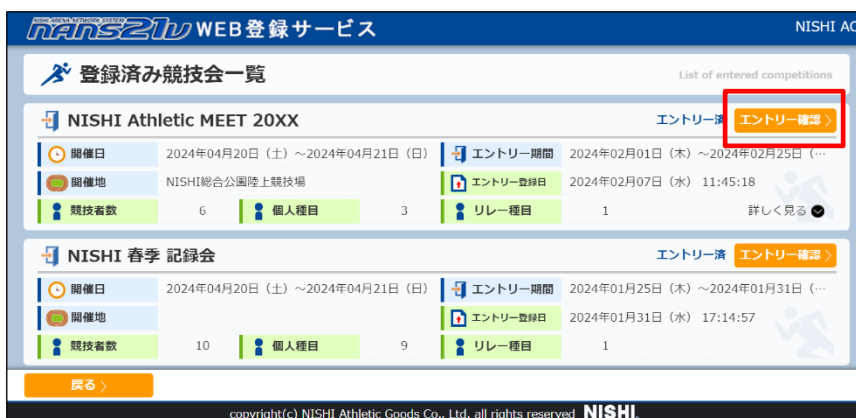 NISHI ARENA NETWORK SYSTEM
nans21v WEB登録サービス NISHI AC
登録済み競技会一覧 List of entered competitions
NISHI Athletic MEET 20XX エントリー済 エントリー確認
開催日 2024年04月20日（土）～2024年04月21日（日） エントリー期間 2024年02月01日（木）～2024年02月25日（…
開催地 NISHI総合公園陸上競技場 エントリー登録日 2024年02月07日（水） 11:45:18
競技者数 6 個人種目 3 リレー種目 1 詳しく見る
NISHI 春季 記録会 エントリー済 エントリー確認
開催日 2024年04月20日（土）～2024年04月21日（日） エントリー期間 2024年01月25日（木）～2024年01月31日（…
開催地 エントリー登録日 2024年01月31日（水） 17:14:57
競技者数 10 個人種目 9 リレー種目 1
戻る
copyright(c) NISHI Athletic Goods Co., Ltd. all rights reserved NISHI.